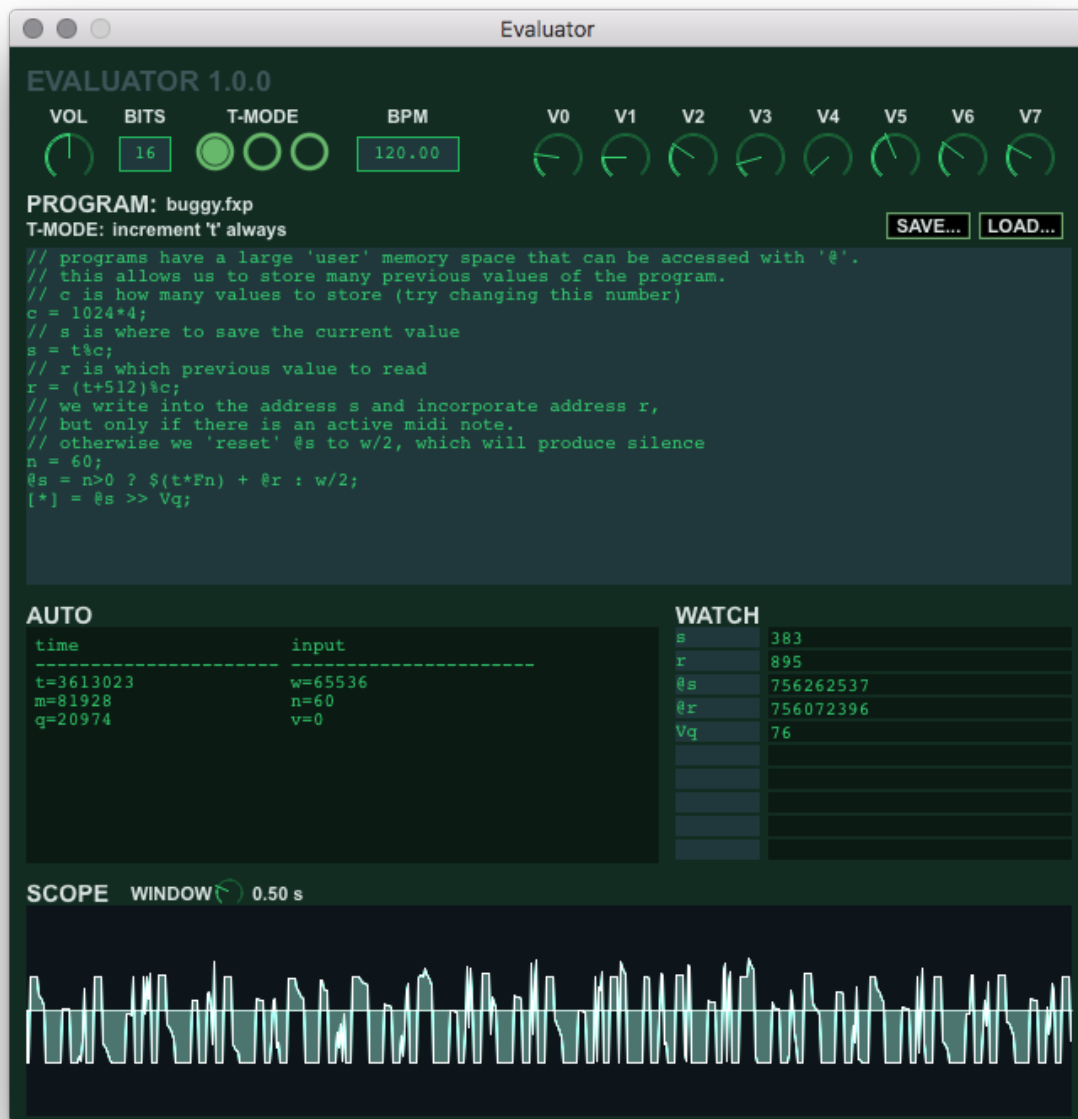 Evaluator
EVALUATOR 1.0.0
VOL BITS T-MODE BPM V0 V1 V2 V3 V4 V5 V6 V7
16 120.00
PROGRAM: buggy.fxp
T-MODE: increment 't' always
SAVE... LOAD...
// programs have a large 'user' memory space that can be accessed with '@'.
// this allows us to store many previous values of the program.
// c is how many values to store (try changing this number)
c = 1024*4;
// s is where to save the current value
s = t%c;
// r is which previous value to read
r = (t+512)%c;
// we write into the address s and incorporate address r,
// but only if there is an active midi note.
// otherwise we 'reset' @s to w/2, which will produce silence
n = 60;
@s = n>0 ? $(t*Fn) + @r : w/2;
[*] = @s >> Vq;
AUTO
time input
----------------------- -----------------------
t=3613023 w=65536
m=81928 n=60
q=20974 v=0
WATCH
s 383
r 895
@s 756262537
@r 756072396
Vq 76
SCOPE WINDOW 0.50 s